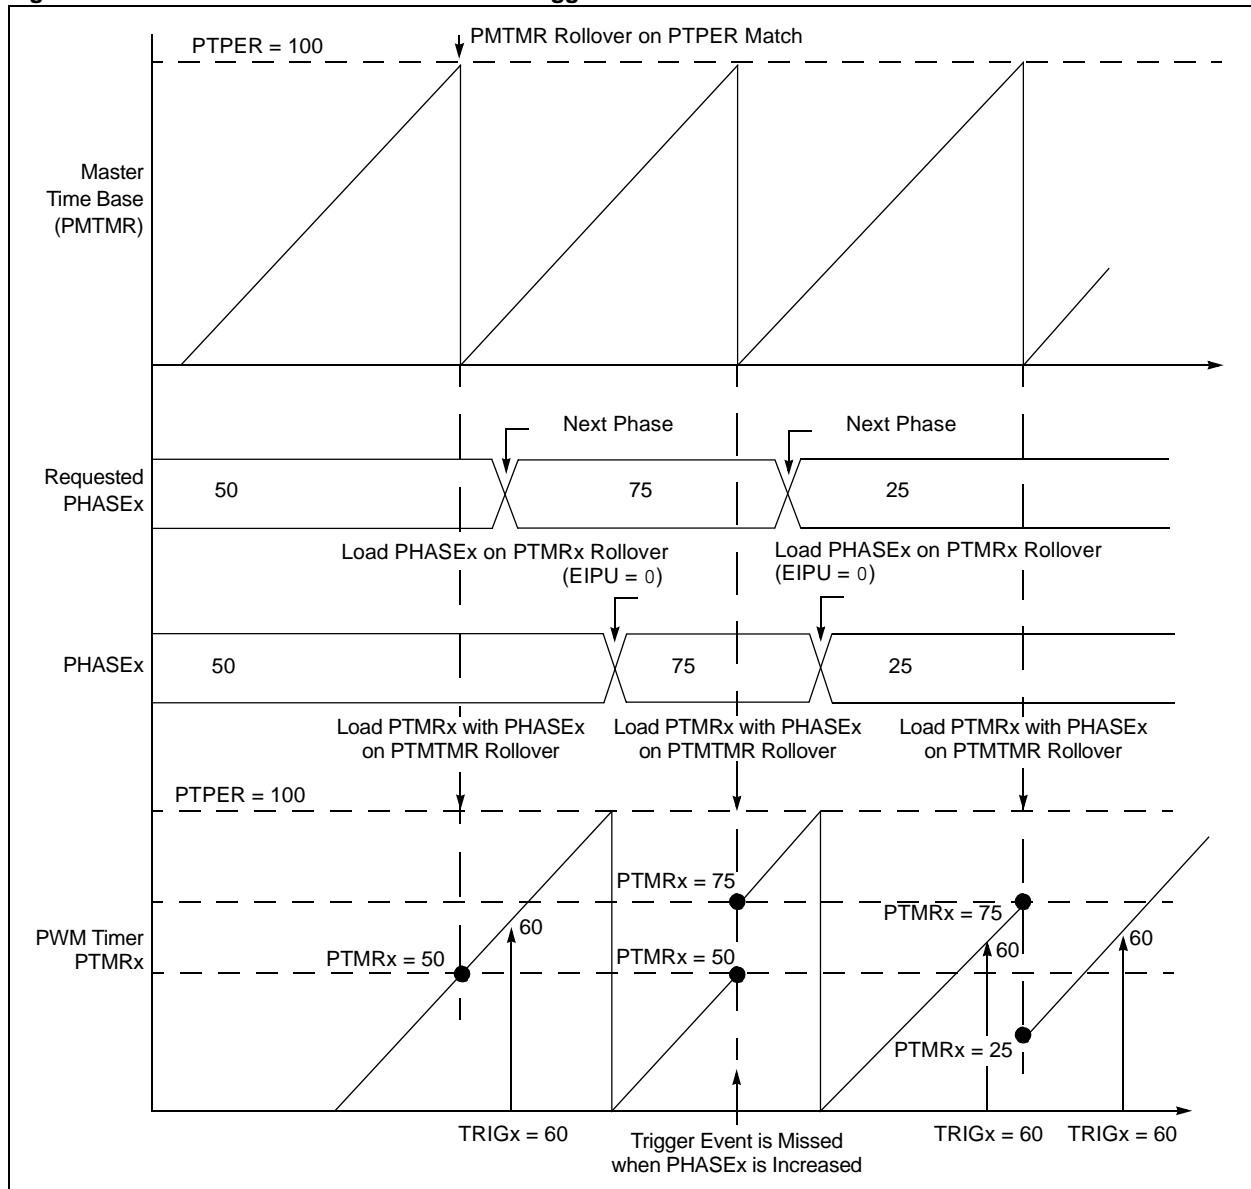 PTPER = 100
PMTMR Rollover on PTPER Match
Master
Time Base
(PMTMR)
Next Phase
Next Phase
Requested
PHASEx
50
75
25
Load PHASEx on PTMRx Rollover
(EIPU = 0)
Load PHASEx on PTMRx Rollover
(EIPU = 0)
PHASEx
50
75
25
Load PTMRx with PHASEx
on PTMTMR Rollover
Load PTMRx with PHASEx
on PTMTMR Rollover
Load PTMRx with PHASEx
on PTMTMR Rollover
PTPER = 100
PTMRx = 75
PTMRx = 75
60
60
60
PWM Timer
PTMRx
PTMRx = 50
PTMRx = 50
PTMRx = 25
TRIGx = 60
Trigger Event is Missed
when PHASEx is Increased
TRIGx = 60
TRIGx = 60